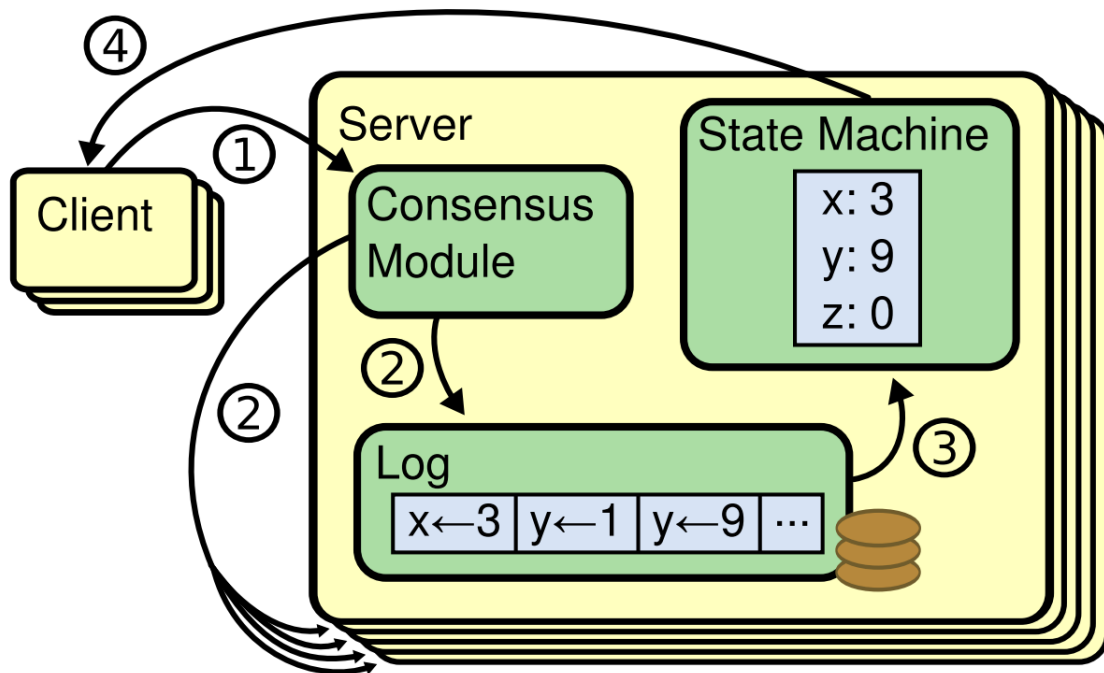 ④
①
Server
State Machine
Client
Consensus
Module
x: 3
y: 9
z: 0
②
②
③
Log
x←3 y←1 y←9 ...